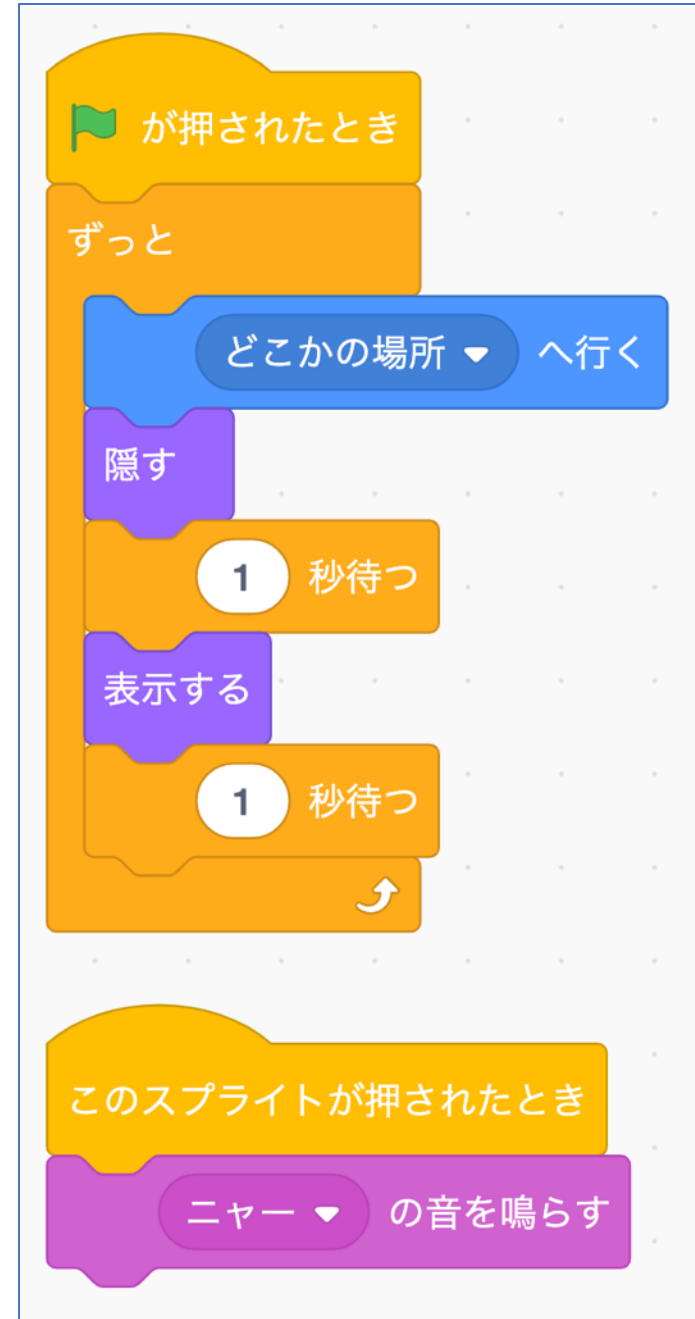 が押されたとき
ずっと
どこかの場所 へ行く
隠す
1 秒待つ
表示する
1 秒待つ
このスプライトが押されたとき
ニャー の音を鳴らす